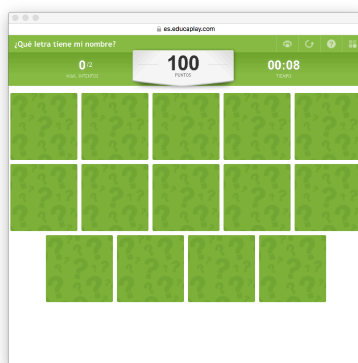 es.educaplay.com
¿Qué letra tiene mi nombre?
0/2
100
PUNTOS
00:08
TIEMPO